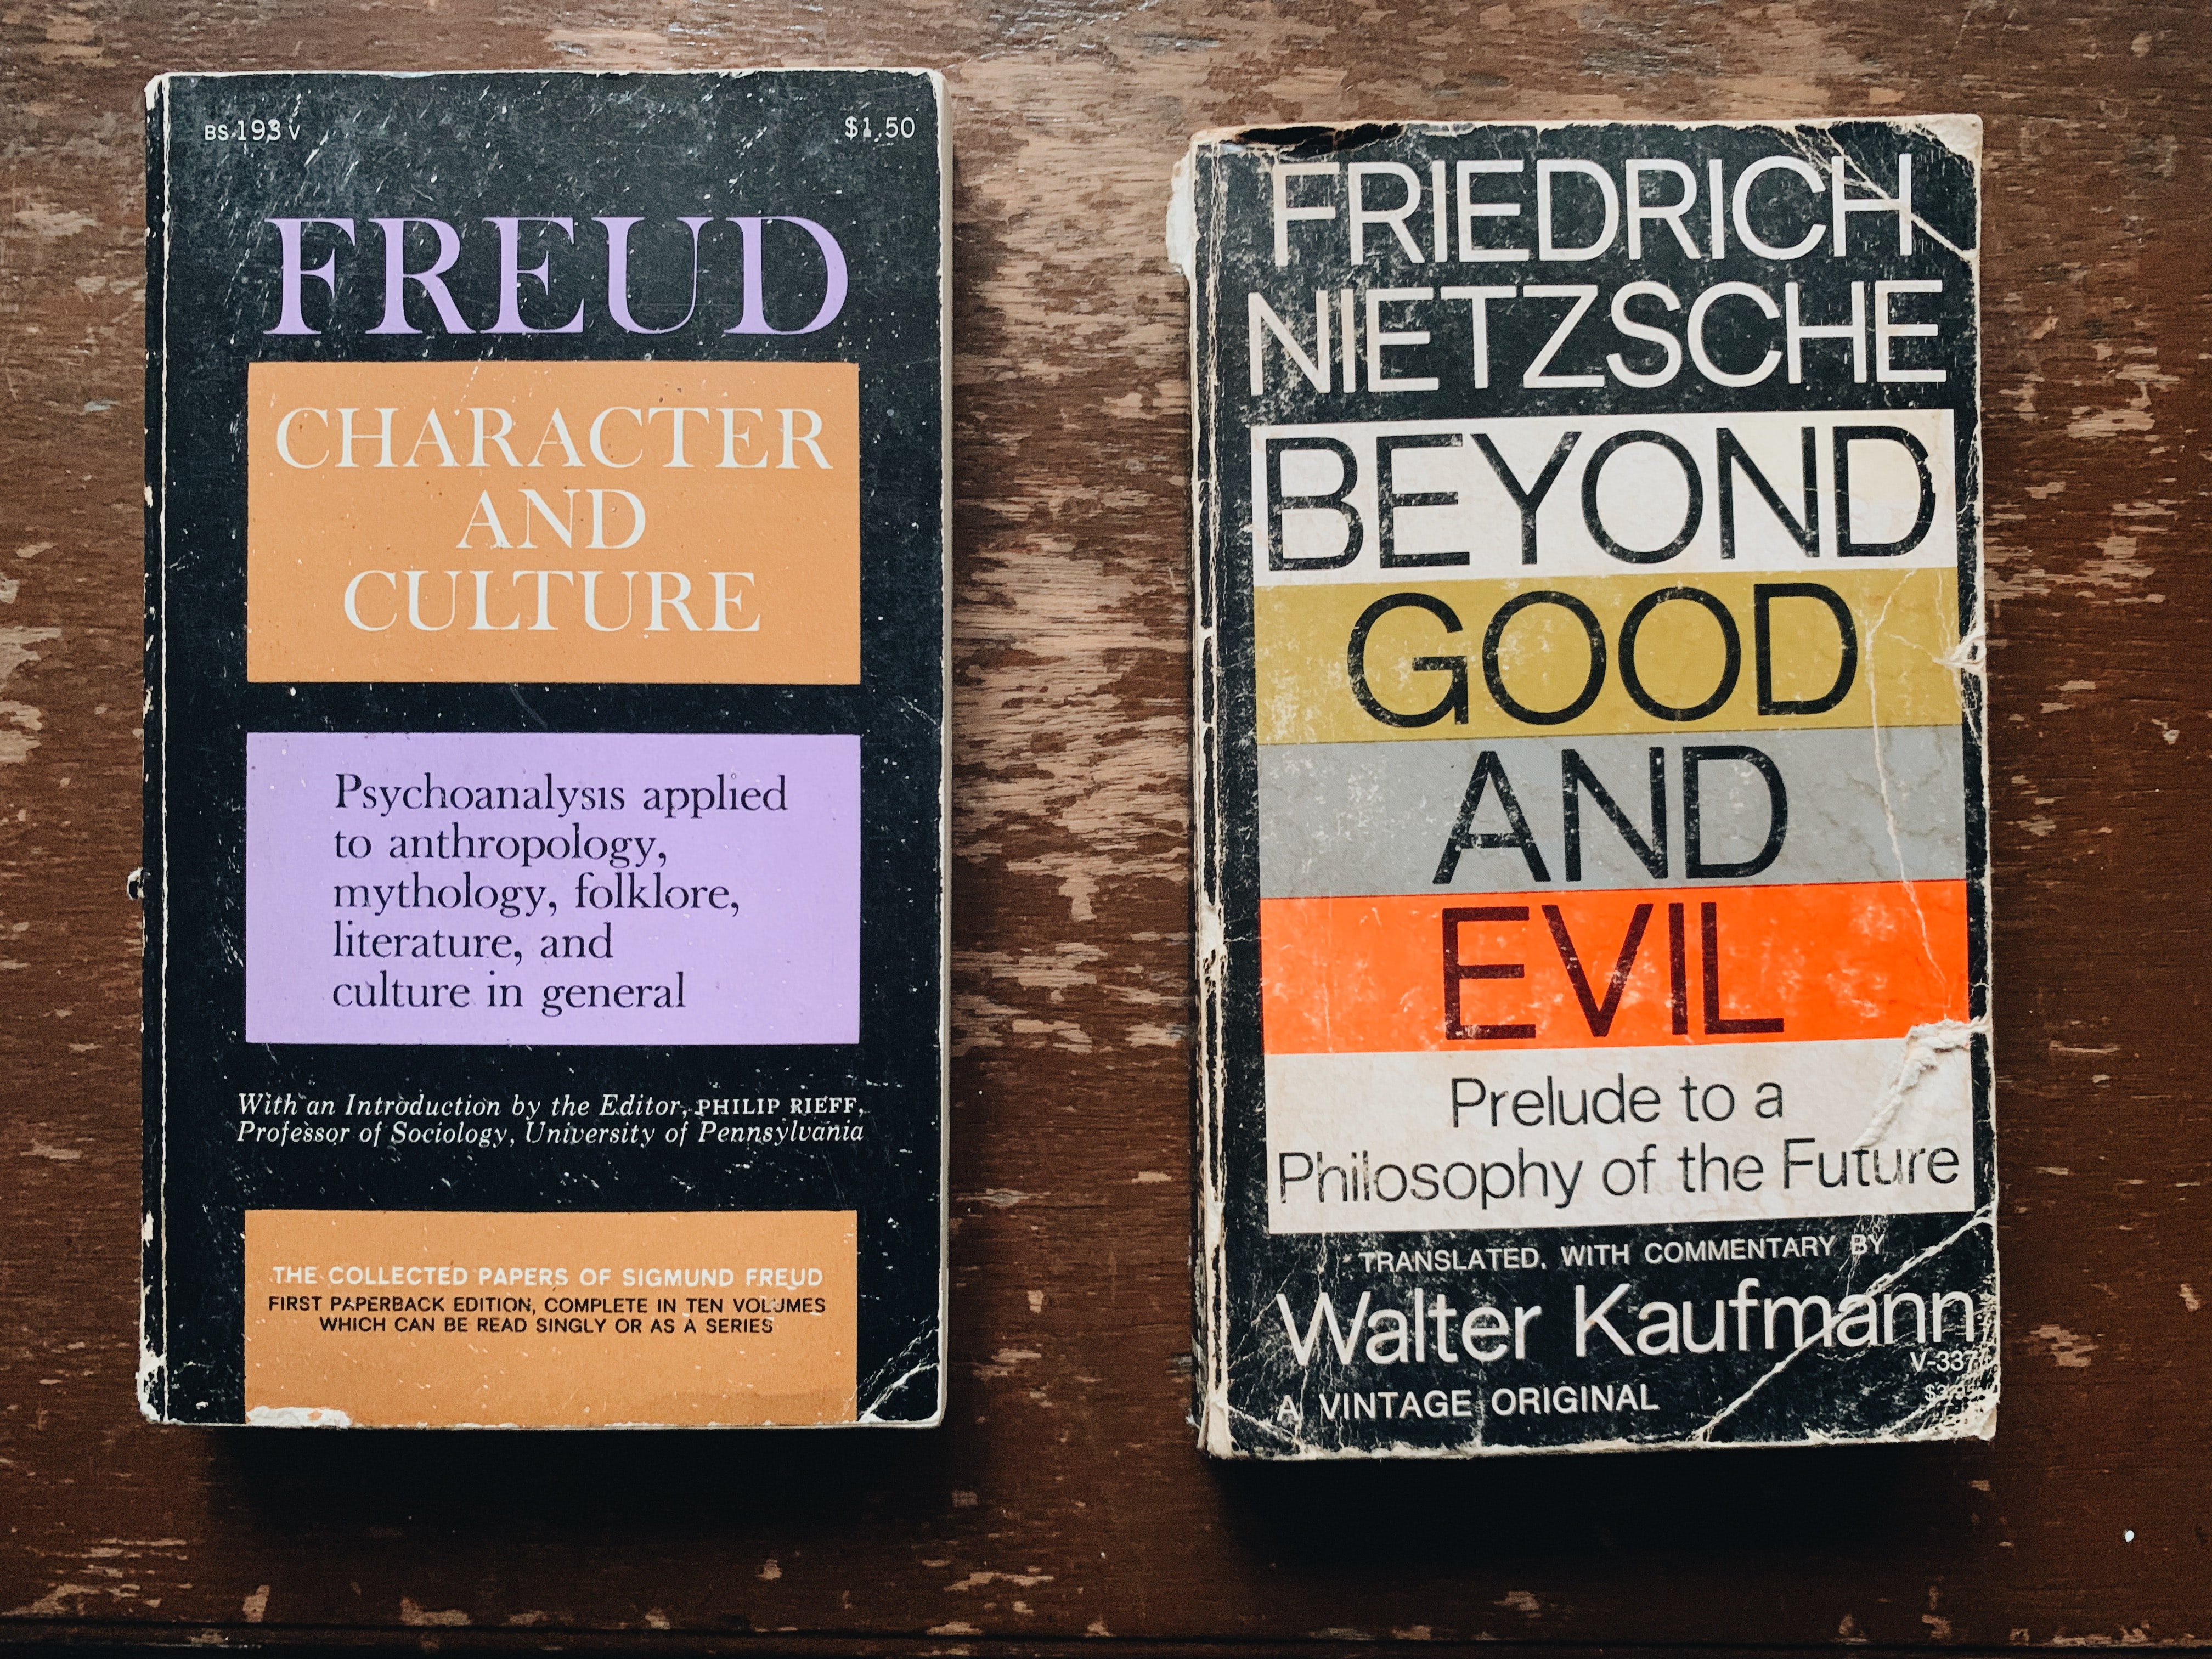 BS 193 V
$1.50
FREUD
CHARACTER
AND
CULTURE
Psychoanalysis applied
to anthropology,
mythology, folklore,
literature, and
culture in general
With an Introduction by the Editor, PHILIP RIEFF,
Professor of Sociology, University of Pennsylvania
THE COLLECTED PAPERS OF SIGMUND FREUD
FIRST PAPERBACK EDITION, COMPLETE IN TEN VOLUMES
WHICH CAN BE READ SINGLY OR AS A SERIES
FRIEDRICH
NIETZSCHE
BEYOND
GOOD
AND
EVIL
Prelude to a
Philosophy of the Future
TRANSLATED, WITH COMMENTARY BY
Walter Kaufmann
V-337
A VINTAGE ORIGINAL